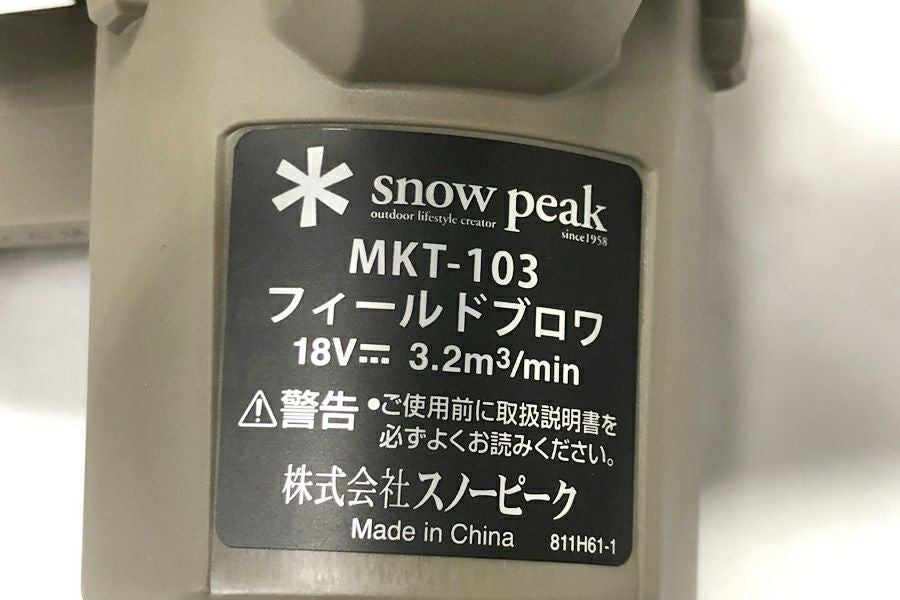 snow peak
outdoor lifestyle creator
since1958
MKT-103
フィールドブロワ
18V⎓ 3.2m³/min
⚠警告 •ご使用前に取扱説明書を
必ずよくお読みください。
株式会社スノーピーク
Made in China 811H61-1